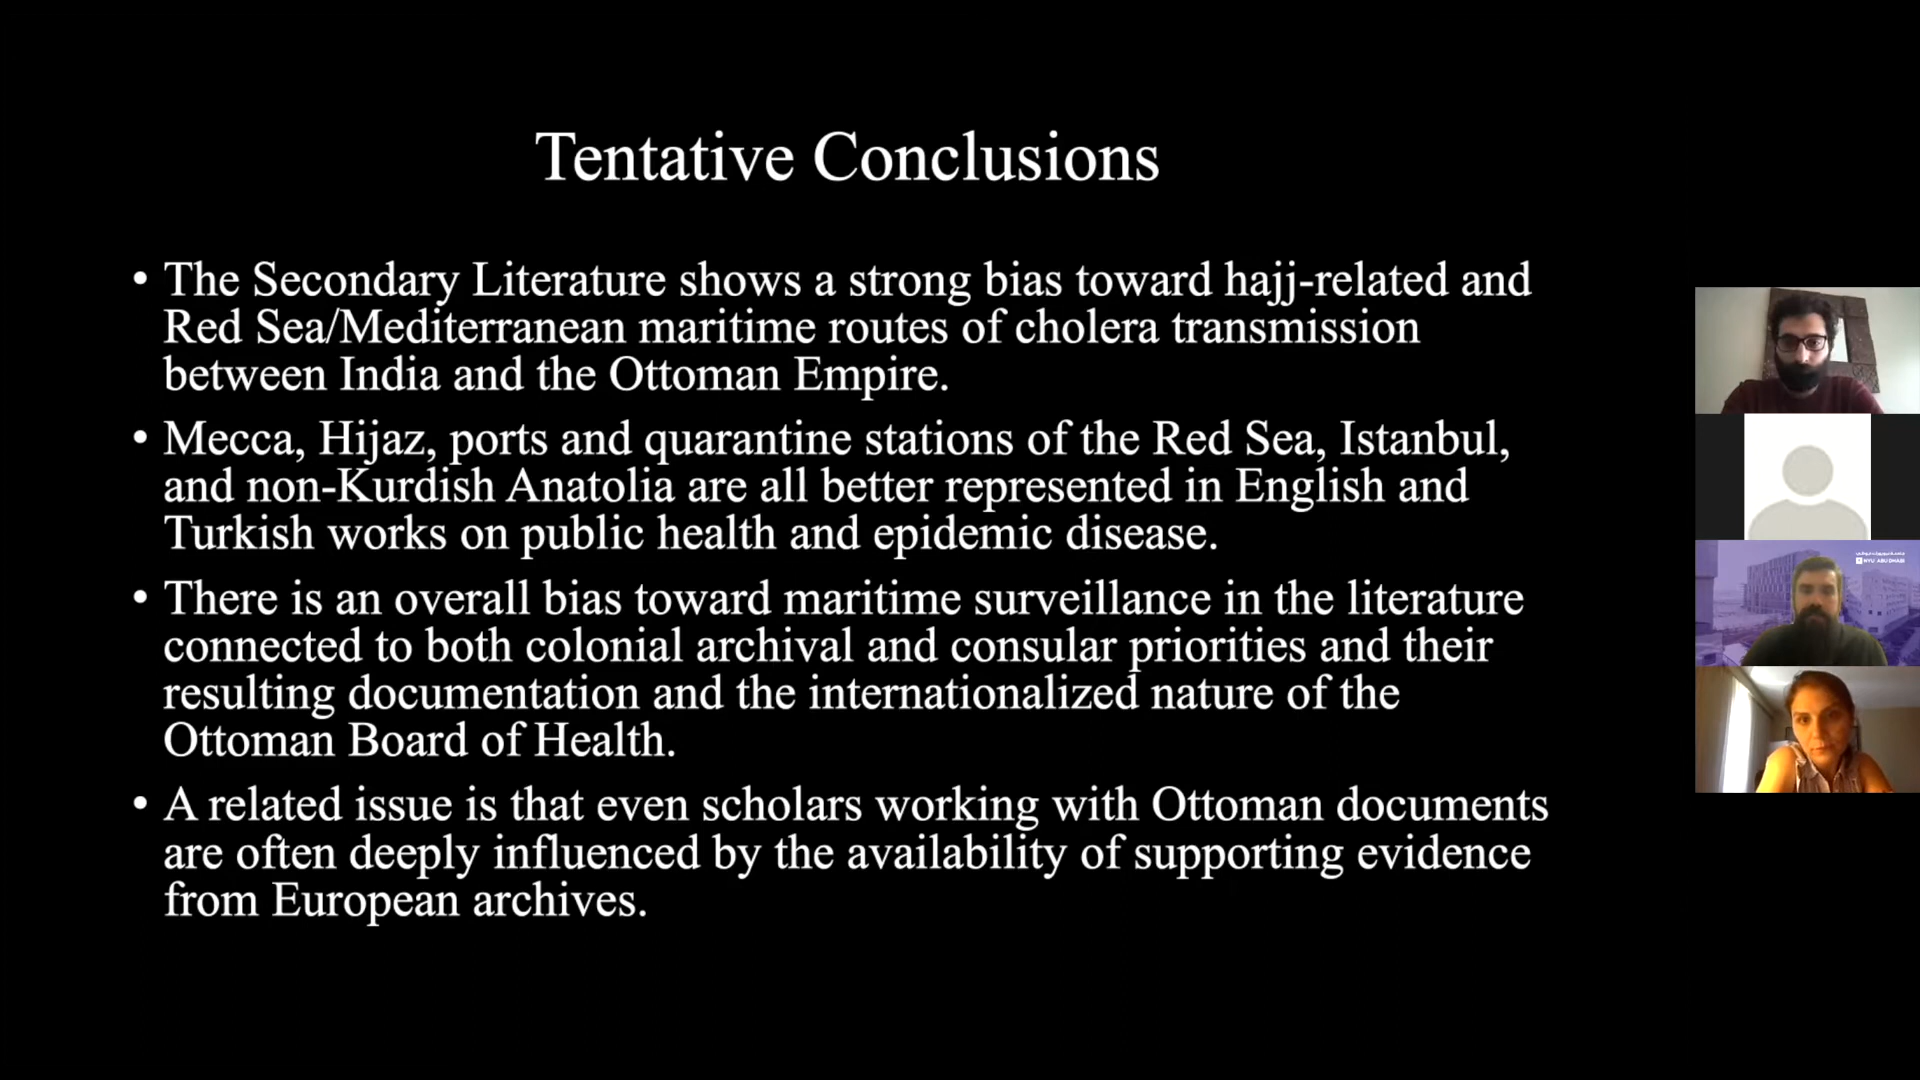 Tentative Conclusions
• The Secondary Literature shows a strong bias toward hajj-related and
Red Sea/Mediterranean maritime routes of cholera transmission
between India and the Ottoman Empire.
• Mecca, Hijaz, ports and quarantine stations of the Red Sea, Istanbul,
and non-Kurdish Anatolia are all better represented in English and
Turkish works on public health and epidemic disease.
• There is an overall bias toward maritime surveillance in the literature
connected to both colonial archival and consular priorities and their
resulting documentation and the internationalized nature of the
Ottoman Board of Health.
• A related issue is that even scholars working with Ottoman documents
are often deeply influenced by the availability of supporting evidence
from European archives.
NYU ABU DHABI